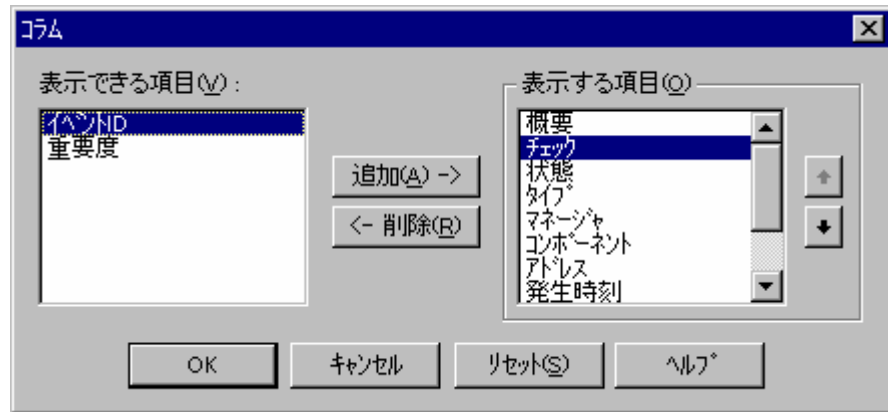 コラム
表示できる項目(V):
イベントID
重要度
追加(A) ->
<- 削除(R)
表示する項目(O)
概要
チェック
状態
タイプ
マネージャ
コンポーネント
アドレス
発生時刻
OK
キャンセル
リセット(S)
ヘルプ